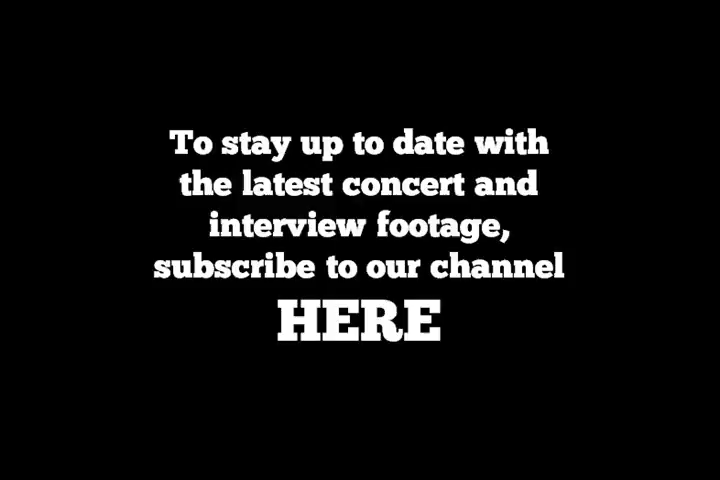 To stay up to date with
the latest concert and
interview footage,
subscribe to our channel
HERE